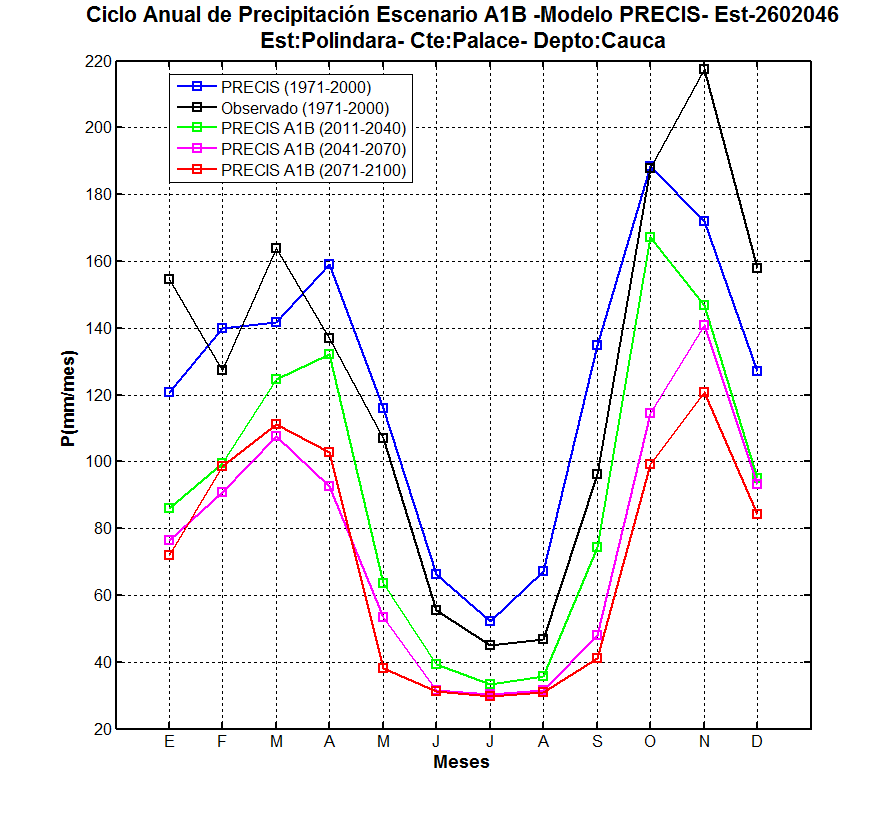 Ciclo Anual de Precipitación Escenario A1B -Modelo PRECIS- Est-2602046
Est:Polindara- Cte:Palace- Depto:Cauca
220
200
180
160
140
120
100
80
60
40
20
P(mm/mes)
PRECIS (1971-2000)
Observado (1971-2000)
PRECIS A1B (2011-2040)
PRECIS A1B (2041-2070)
PRECIS A1B (2071-2100)
E F M A M J J A S O N D
Meses